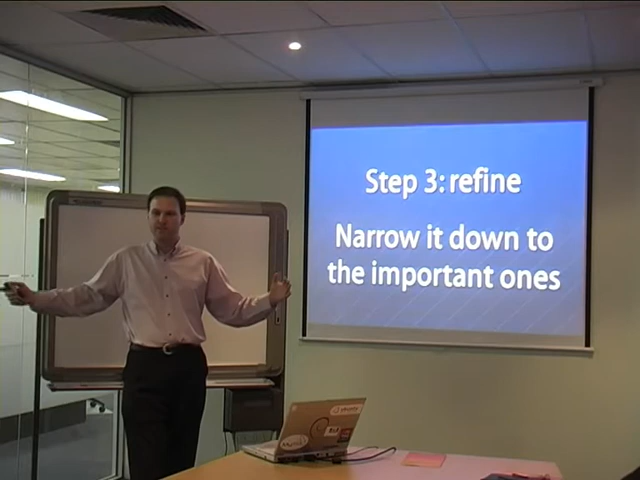 Step 3: refine
Narrow it down to
the important ones